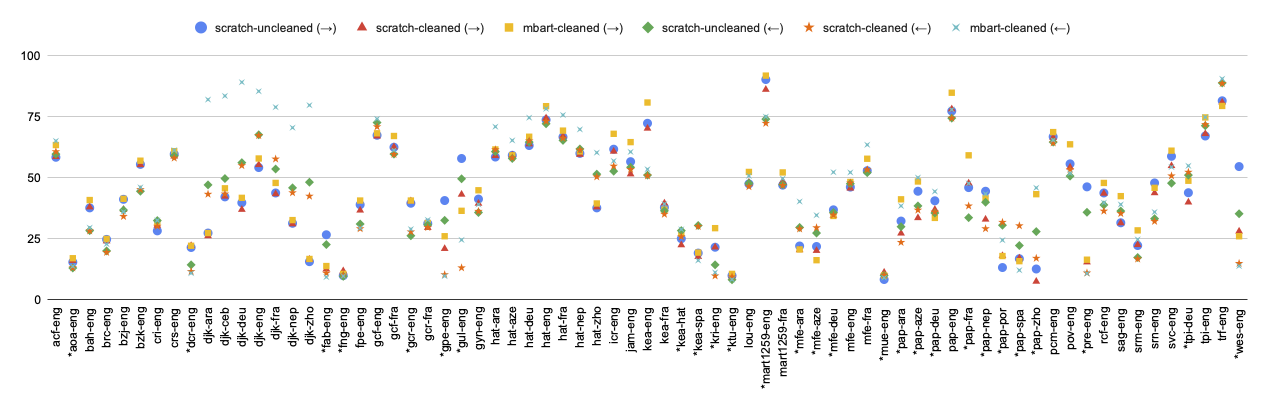 scratch-uncleaned (→) scratch-cleaned (→) mbart-cleaned (→) scratch-uncleaned (←) scratch-cleaned (←) mbart-cleaned (←)
100
75
50
25
0
acf-eng
*aoa-eng
bah-eng
brc-eng
bzj-eng
bzk-eng
cri-eng
crs-eng
*dcr-eng
djk-ara
djk-ceb
djk-deu
djk-eng
djk-fra
djk-nep
djk-zho
*fab-eng
*fng-eng
fpe-eng
gcf-eng
gcf-fra
*gcr-eng
gcr-fra
*gpe-eng
*gul-eng
gyn-eng
hat-ara
hat-aze
hat-deu
hat-eng
hat-fra
hat-nep
hat-zho
icr-eng
jam-eng
kea-eng
kea-fra
*kea-hat
*kea-spa
*kri-eng
*ktu-eng
lou-eng
*mart1259-eng
mart1259-fra
*mfe-ara
*mfe-aze
*mfe-deu
mfe-eng
mfe-fra
*mue-eng
*pap-ara
*pap-aze
*pap-deu
pap-eng
*pap-fra
*pap-nep
*pap-por
*pap-spa
*pap-zho
pcm-eng
pov-eng
*pre-eng
rcf-eng
sag-eng
srm-eng
srn-eng
svc-eng
*tpi-deu
tpi-eng
trf-eng
*wes-eng